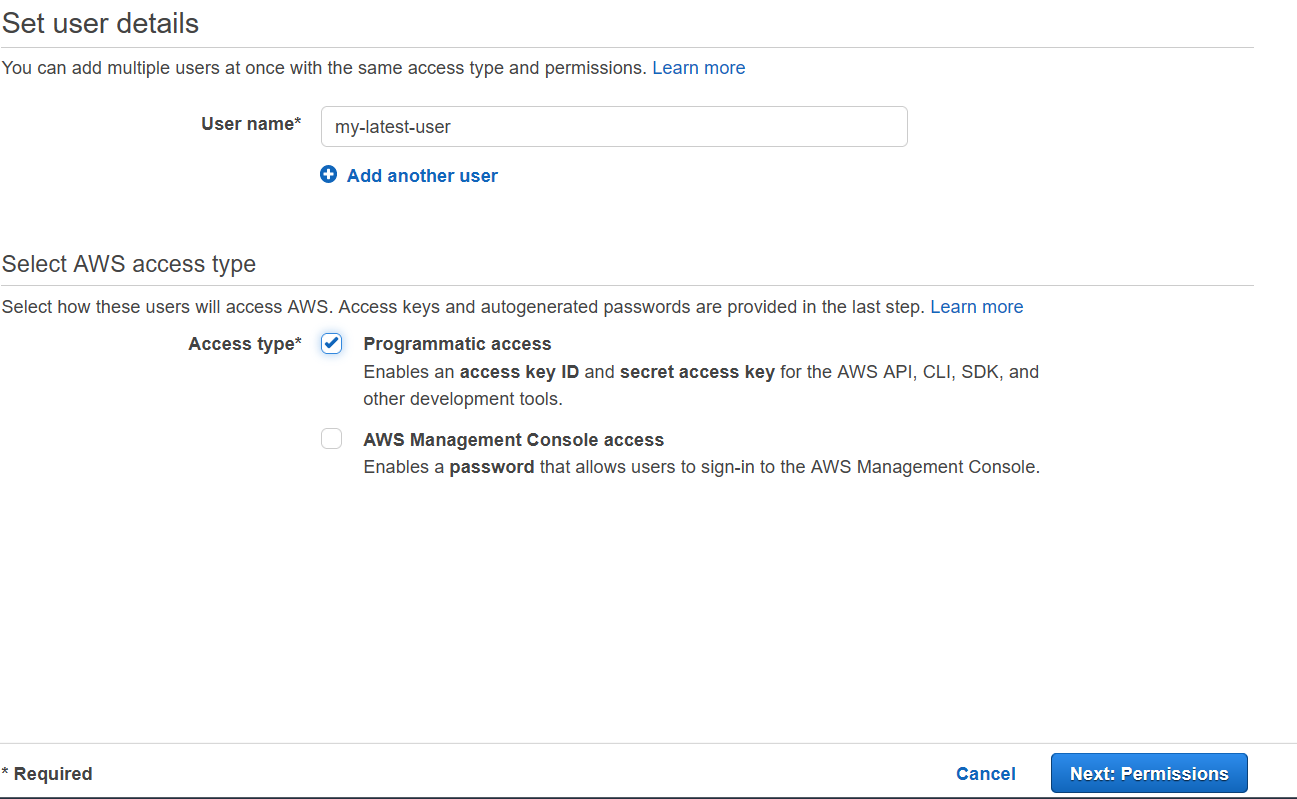 Set user details
You can add multiple users at once with the same access type and permissions. Learn more
User name* my-latest-user
Add another user
Select AWS access type
Select how these users will access AWS. Access keys and autogenerated passwords are provided in the last step. Learn more
Access type* Programmatic access
Enables an access key ID and secret access key for the AWS API, CLI, SDK, and
other development tools.
AWS Management Console access
Enables a password that allows users to sign-in to the AWS Management Console.
* Required Cancel Next: Permissions